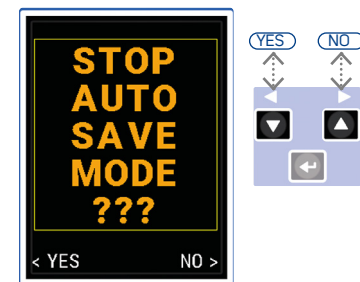 STOP
AUTO
SAVE
MODE
???
< YES NO >
YES NO